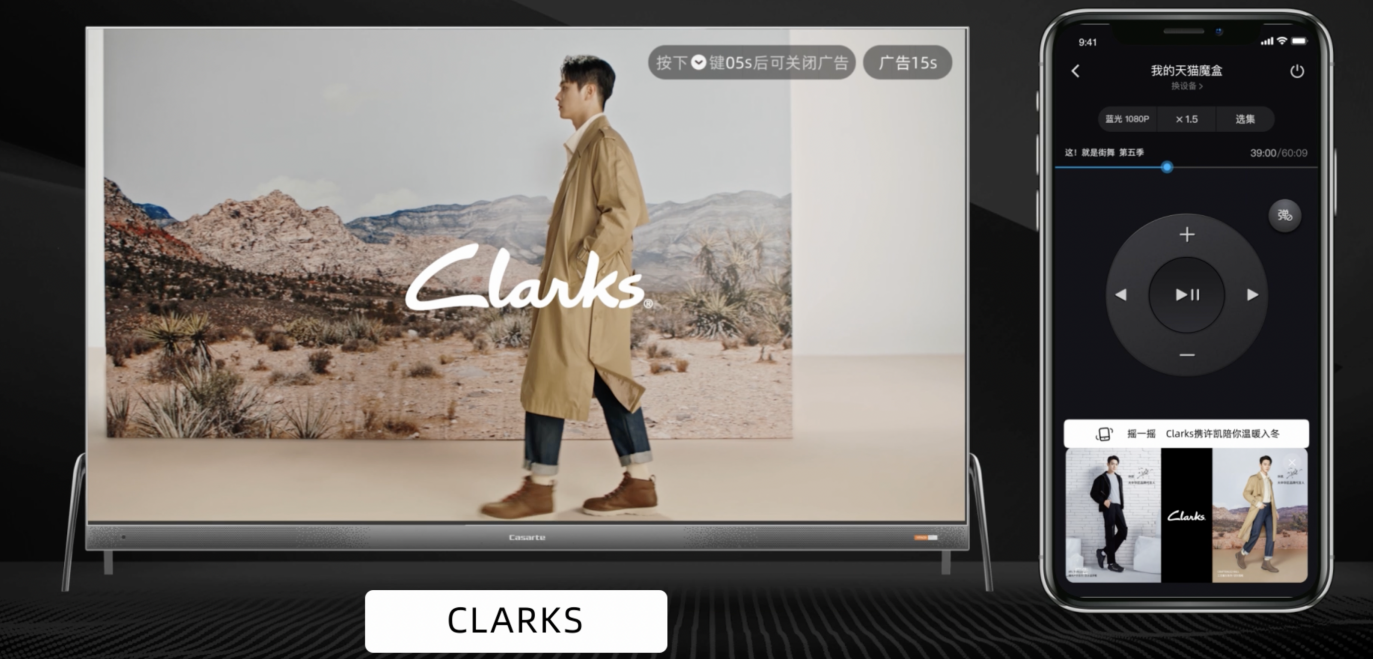 按下键05s后可关闭广告
广告15s
Clarks®
Casarte
CLARKS
9:41
我的天猫魔盒
换设备 >
蓝光 1080P
×1.5
选集
这! 就是街舞 第五季
39:00/60:09
弹
摇一摇 Clarks携许凯陪你温暖入冬
Clarks